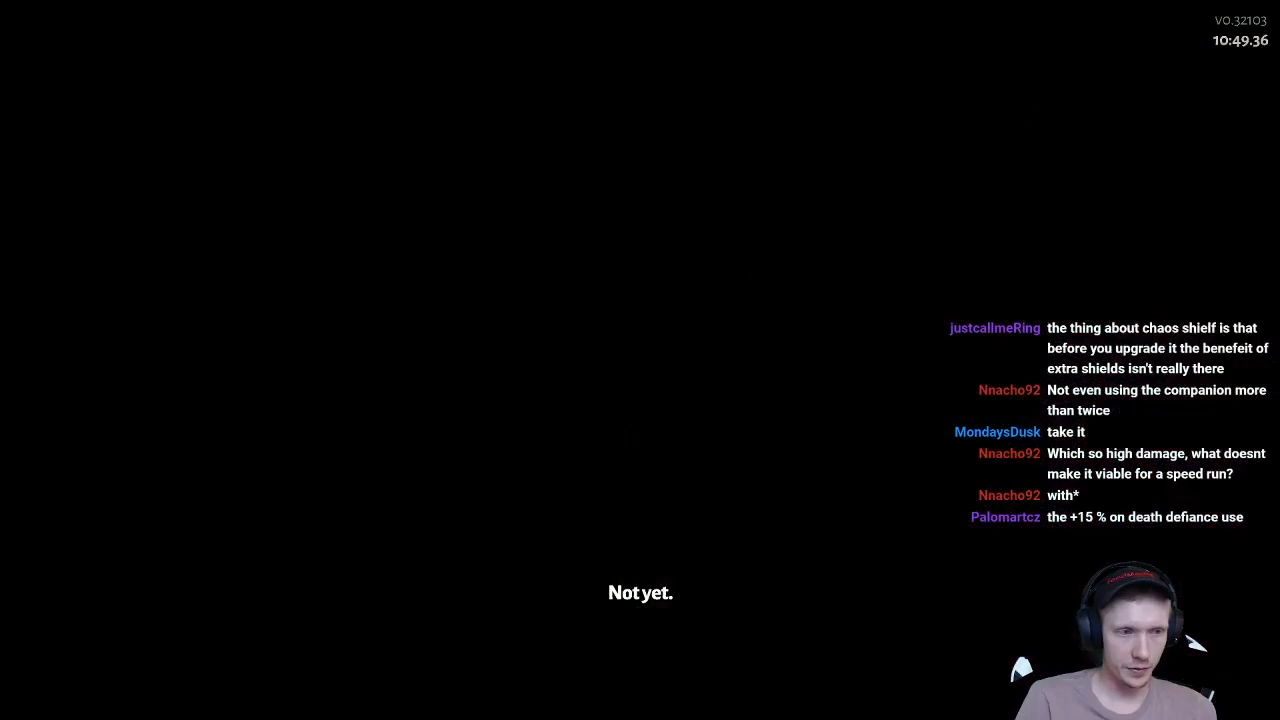 V0.32103
10:49.36
justcallmeRing the thing about chaos shielf is that
before you upgrade it the benefeit of
extra shields isn't really there
Nnacho92 Not even using the companion more
than twice
MondaysDusk take it
Nnacho92 Which so high damage, what doesnt
make it viable for a speed run?
Nnacho92 with*
Palomartcz the +15 % on death defiance use
Not yet.